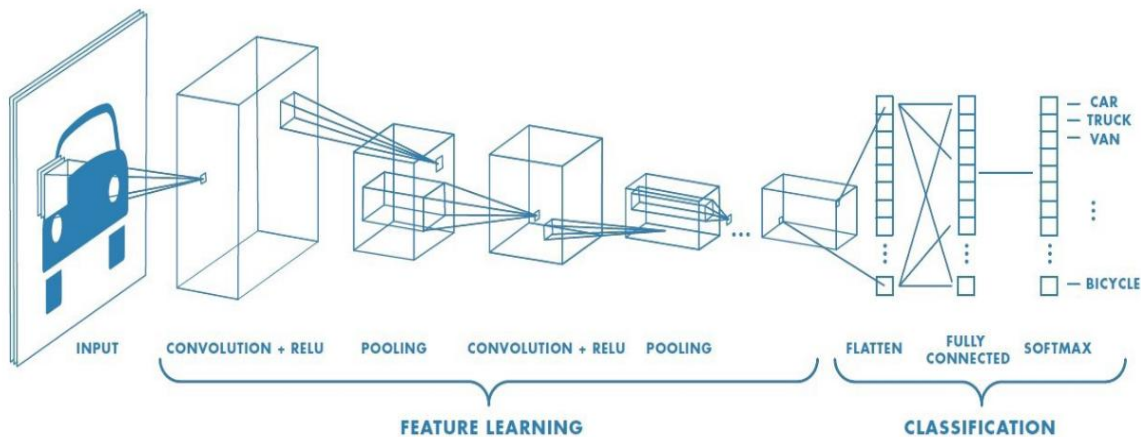 CAR
TRUCK
VAN
BICYCLE
INPUT
CONVOLUTION + RELU
POOLING
CONVOLUTION + RELU
POOLING
...
FLATTEN
FULLY
CONNECTED
SOFTMAX
FEATURE LEARNING
CLASSIFICATION